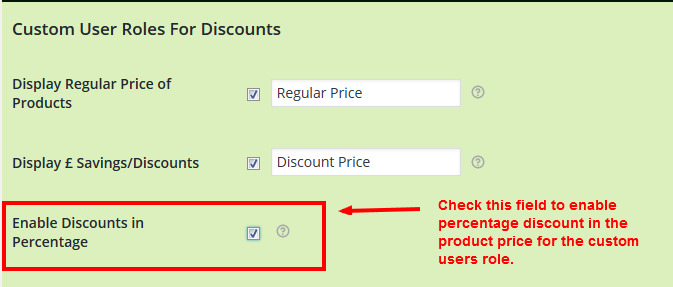 Custom User Roles For Discounts
Display Regular Price of
Products
Regular Price
?
Display £ Savings/Discounts
Discount Price
?
Enable Discounts in
Percentage
?
Check this field to enable
percentage discount in the
product price for the custom
users role.